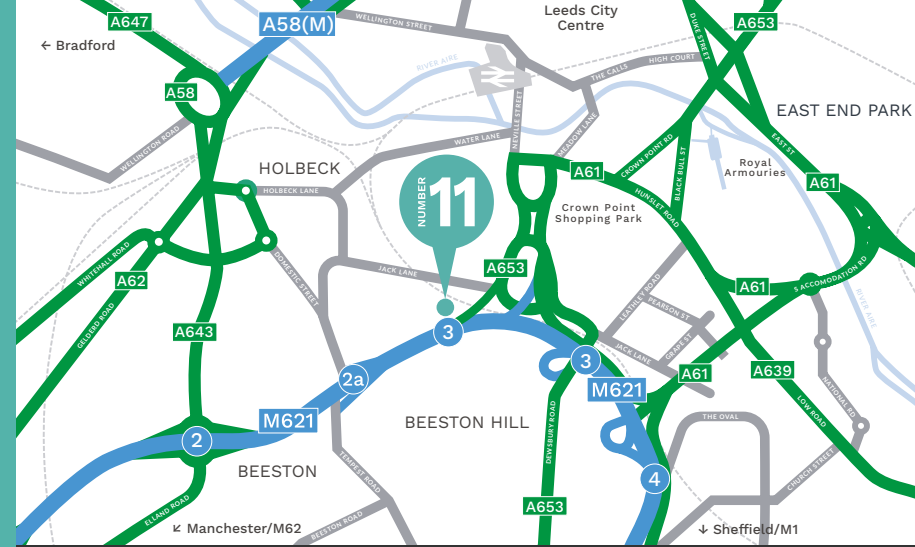 A647
A58(M)
WELLINGTON STREET
Leeds City
Centre
DUKE STREET
A653
← Bradford
RIVER AIRE
THE CALLS
HIGH COURT
A58
WELLINGTON ROAD
WATER LANE
NEVILLE STREET
MEADOW LANE
CROWN POINT RD
BLACK BULL ST
EAST END PARK
EAST ST
Royal
Armouries
HOLBECK
HOLBECK LANE
NUMBER
11
A61
HUNSLET ROAD
A61
Crown Point
Shopping Park
WHITEHALL ROAD
DOMESTIC STREET
JACK LANE
A653
A62
LEATHLEY ROAD
A61
S ACCOMODATION RD
GELDERD ROAD
PEARSON ST
RIVER AIRE
A643
3
GRAPE ST
JACK LANE
3
2a
A61
A639
M621
NATIONAL RD
LOW ROAD
M621
BEESTON HILL
DEWSBURY ROAD
THE OVAL
2
BEESTON
TEMPEST ROAD
4
CHURCH STREET
ELLAND ROAD
A653
BEESTON ROAD
↙ Manchester/M62
↓ Sheffield/M1